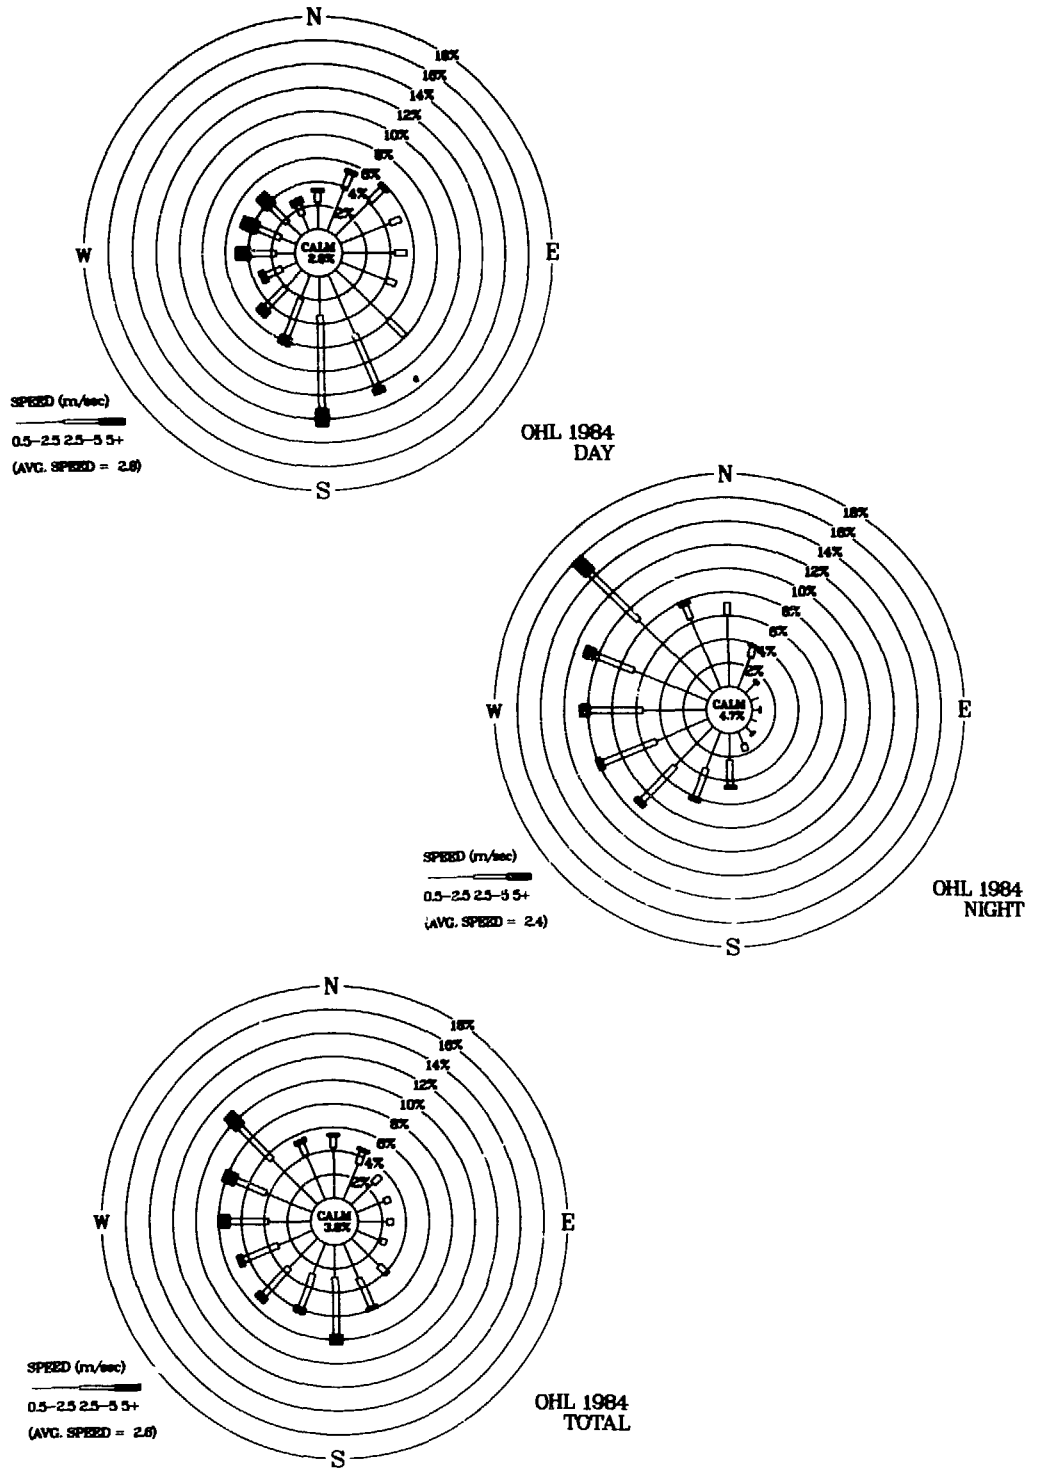 N
18%
16%
14%
12%
10%
8%
6%
4%
2%
CALM
2.8%
W
E
S
SPEED (m/sec)
0.5-2.5 2.5-5 5+
(AVG. SPEED = 2.8)
OHL 1984
DAY
N
18%
16%
14%
12%
10%
8%
6%
4%
2%
CALM
4.7%
W
E
S
SPEED (m/sec)
0.5-2.5 2.5-5 5+
(AVG. SPEED = 2.4)
OHL 1984
NIGHT
N
18%
16%
14%
12%
10%
8%
6%
4%
2%
CALM
3.8%
W
E
S
SPEED (m/sec)
0.5-2.5 2.5-5 5+
(AVG. SPEED = 2.6)
OHL 1984
TOTAL